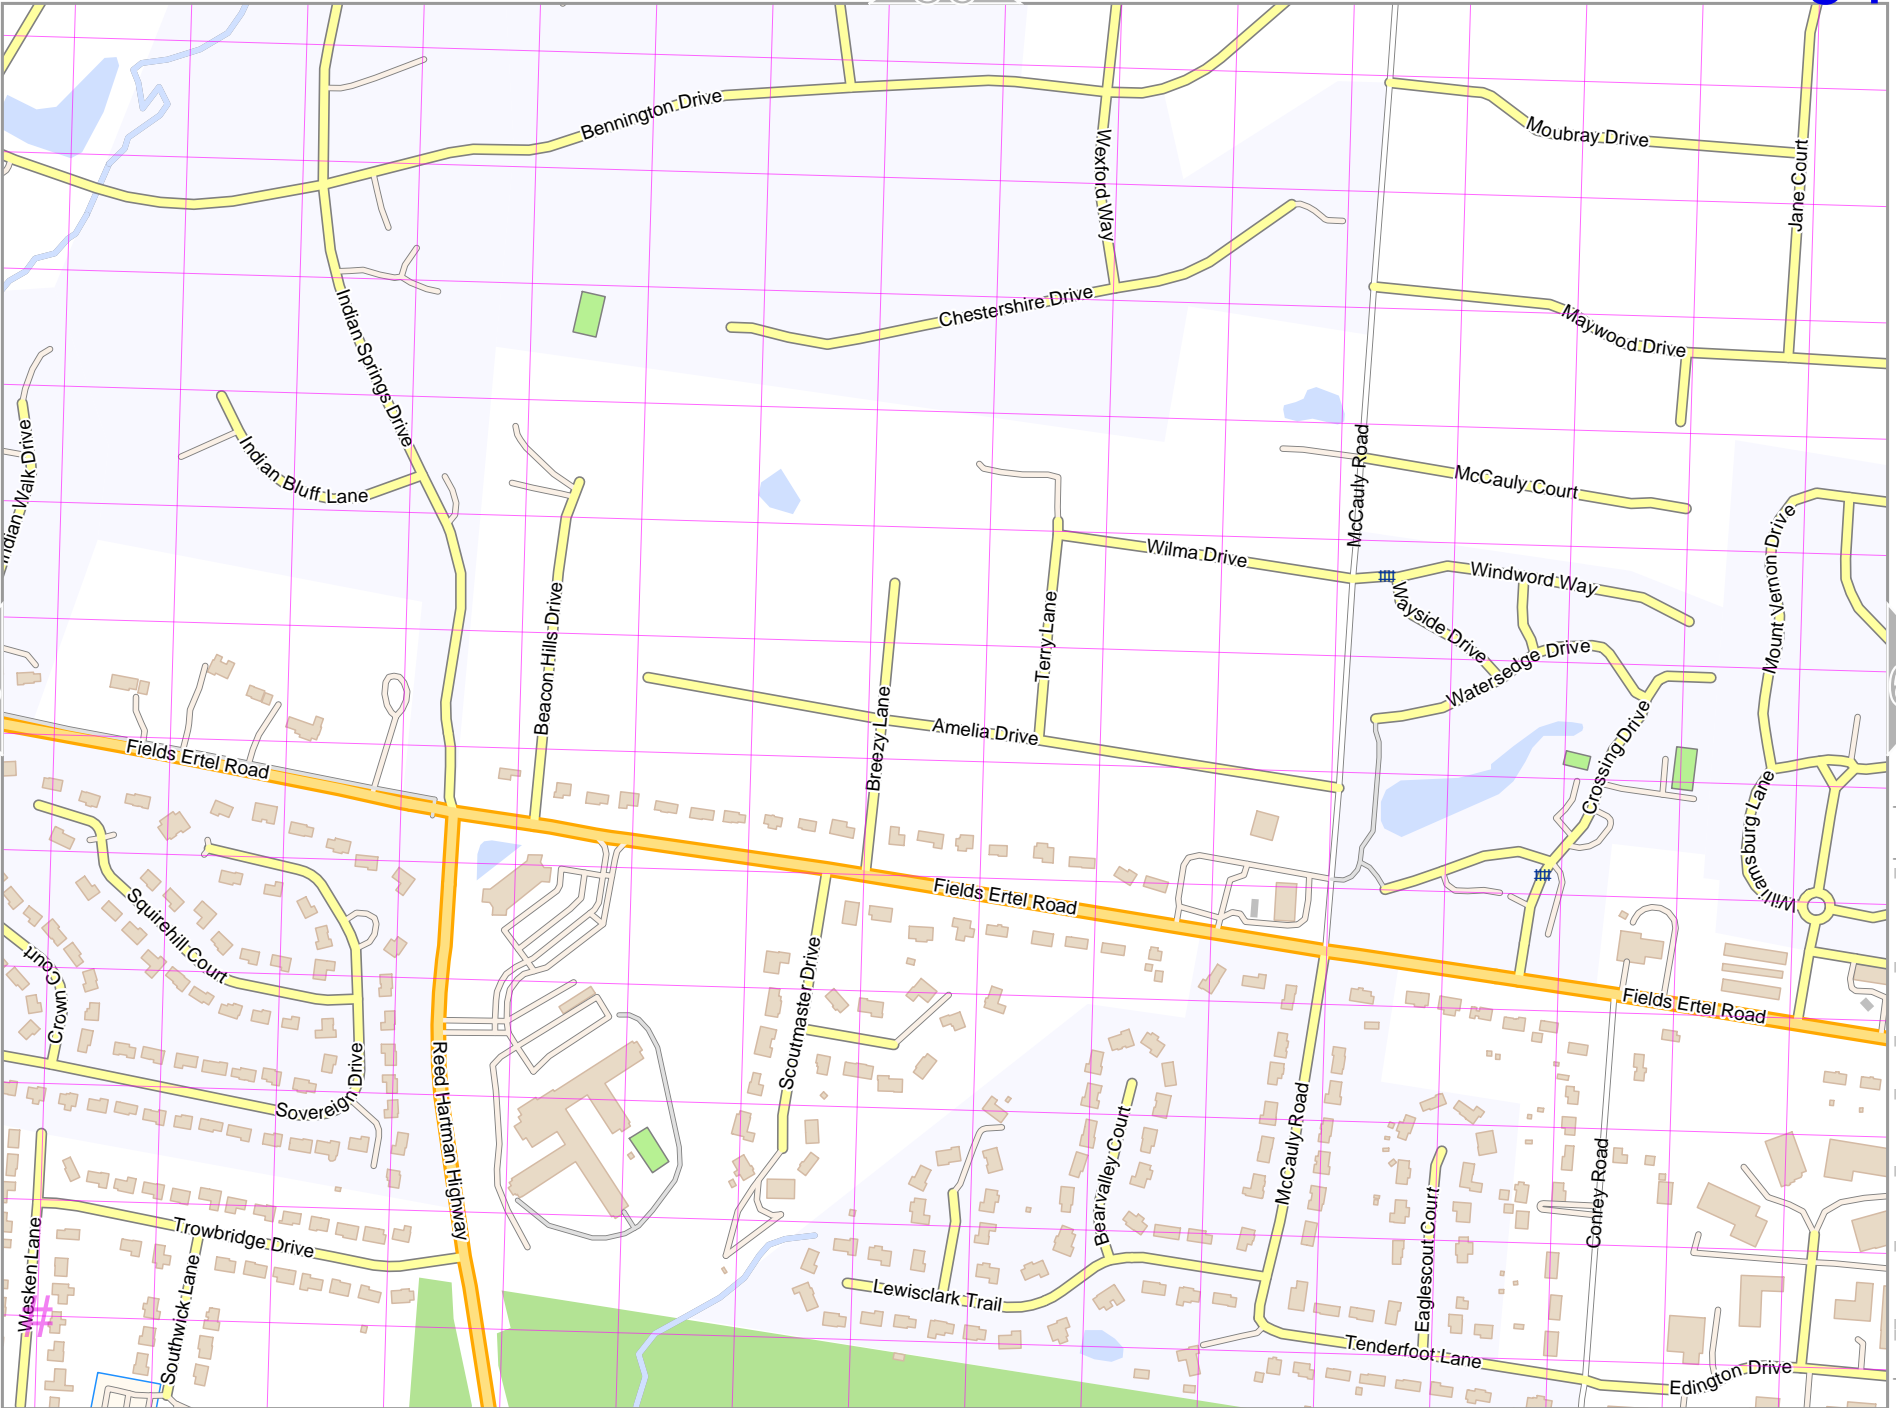 Bennington Drive
Moubray Drive
Wexford Way
Jane Court
Chestershire Drive
Indian Springs Drive
Maywood Drive
Indian Walk Drive
Indian Bluff Lane
McCauly Road
McCauly Court
Wilma Drive
Windword Way
Mount Vernon Drive
Wayside Drive
Beacon Hills Drive
Terry Lane
Watersedge Drive
Breezy Lane
Amelia Drive
Crossing Drive
Fields Ertel Road
Williamsburg Lane
Fields Ertel Road
Squirehill Court
Crown Court
Scoutmaster Drive
Fields Ertel Road
Sovereign Drive
Reed Hartman Highway
Bearvalley Court
McCauly Road
Conrey Road
Eaglescout Court
Trowbridge Drive
Wesken Lane
Southwick Lane
Lewisclark Trail
Tenderfoot Lane
Edington Drive
#